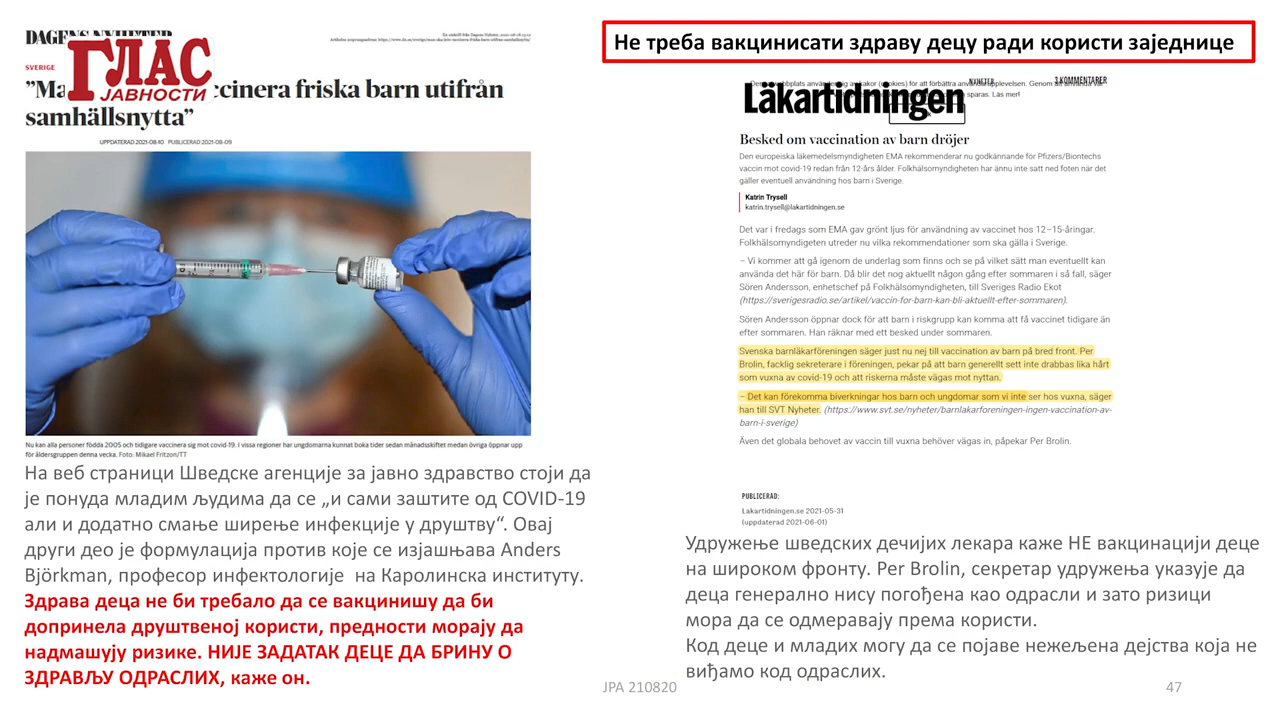 DAGENS NYHETER
SVERIGE
ГЛАС
ЈАВНОСТИ
”Ma ccinera friska barn utifrån
samhällsnytta”
UPPDATERAD 2021-08-10 PUBLICERAD 2021-08-09
Nu kan alla personer födda 2005 och tidigare vaccinera sig mot covid-19. I vissa regioner har ungdomarna kunnat boka tider sedan månadsskiftet medan övriga öppnar upp
för åldersgruppen denna vecka. Foto: Mikael Fritzon/TT
На веб страници Шведске агенције за јавно здравство стоји да
је понуда младим људима да се „и сами заштите од COVID-19
али и додатно смање ширење инфекције у друштву“. Овај
други део је формулација против које се изјашњава Anders
Björkman, професор инфектологије на Каролинска институту.
Здрава деца не би требало да се вакцинишу да би
допринела друштвеној користи, предности морају да
надмашују ризике. НИЈЕ ЗАДАТАК ДЕЦЕ ДА БРИНУ О
ЗДРАВЉУ ОДРАСЛИХ, каже он.
Не треба вакцинисати здраву децу ради користи заједнице
NYHETER
3 KOMMENTARER
Läkartidningen
Besked om vaccination av barn dröjer
Den europeiska läkemedelsmyndigheten EMA rekommenderar nu godkännande för Pfizers/Biontechs
vaccin mot covid-19 redan från 12-års ålder. Folkhälsomyndigheten har ännu inte satt ned foten när det
gäller eventuell användning hos barn i Sverige.
Katrin Trysell
katrin.trysell@lakartidningen.se
Det var i fredags som EMA gav grönt ljus för användning av vaccinet hos 12–15-åringar.
Folkhälsomyndigeten utreder nu vilka rekommendationer som ska gälla i Sverige.
– Vi kommer att gå igenom de underlag som finns och se på vilket sätt man eventuellt kan
använda det här för barn. Då blir det nog aktuellt någon gång efter sommaren i så fall, säger
Sören Andersson, enhetschef på Folkhälsomyndigheten, till Sveriges Radio Ekot
(https://sverigesradio.se/artikel/vaccin-for-barn-kan-bli-aktuellt-efter-sommaren).
Sören Andersson öppnar dock för att barn i riskgrupp kan komma att få vaccinet tidigare än
efter sommaren. Han räknar med ett besked under sommaren.
Svenska barnläkarföreningen säger just nu nej till vaccination av barn på bred front. Per
Brolin, facklig sekreterare i föreningen, pekar på att barn generellt sett inte drabbas lika hårt
som vuxna av covid-19 och att riskerna måste vägas mot nyttan.
– Det kan förekomma biverkningar hos barn och ungdomar som vi inte ser hos vuxna, säger
han till SVT Nyheter. (https://www.svt.se/nyheter/barnlakarforeningen-ingen-vaccination-av-
barn-i-sverige)
Även det globala behovet av vaccin till vuxna behöver vägas in, påpekar Per Brolin.
PUBLICERAD:
Lakartidningen.se 2021-05-31
(uppdaterad 2021-06-01)
Удружење шведских дечијих лекара каже НЕ вакцинацији деце
на широком фронту. Per Brolin, секретар удружења указује да
деца генерално нису погођена као одрасли и зато ризици
мора да се одмеравају према користи.
Код деце и младих могу да се појаве нежељена дејства која не
виђамо код одраслих.
JPA 210820
47